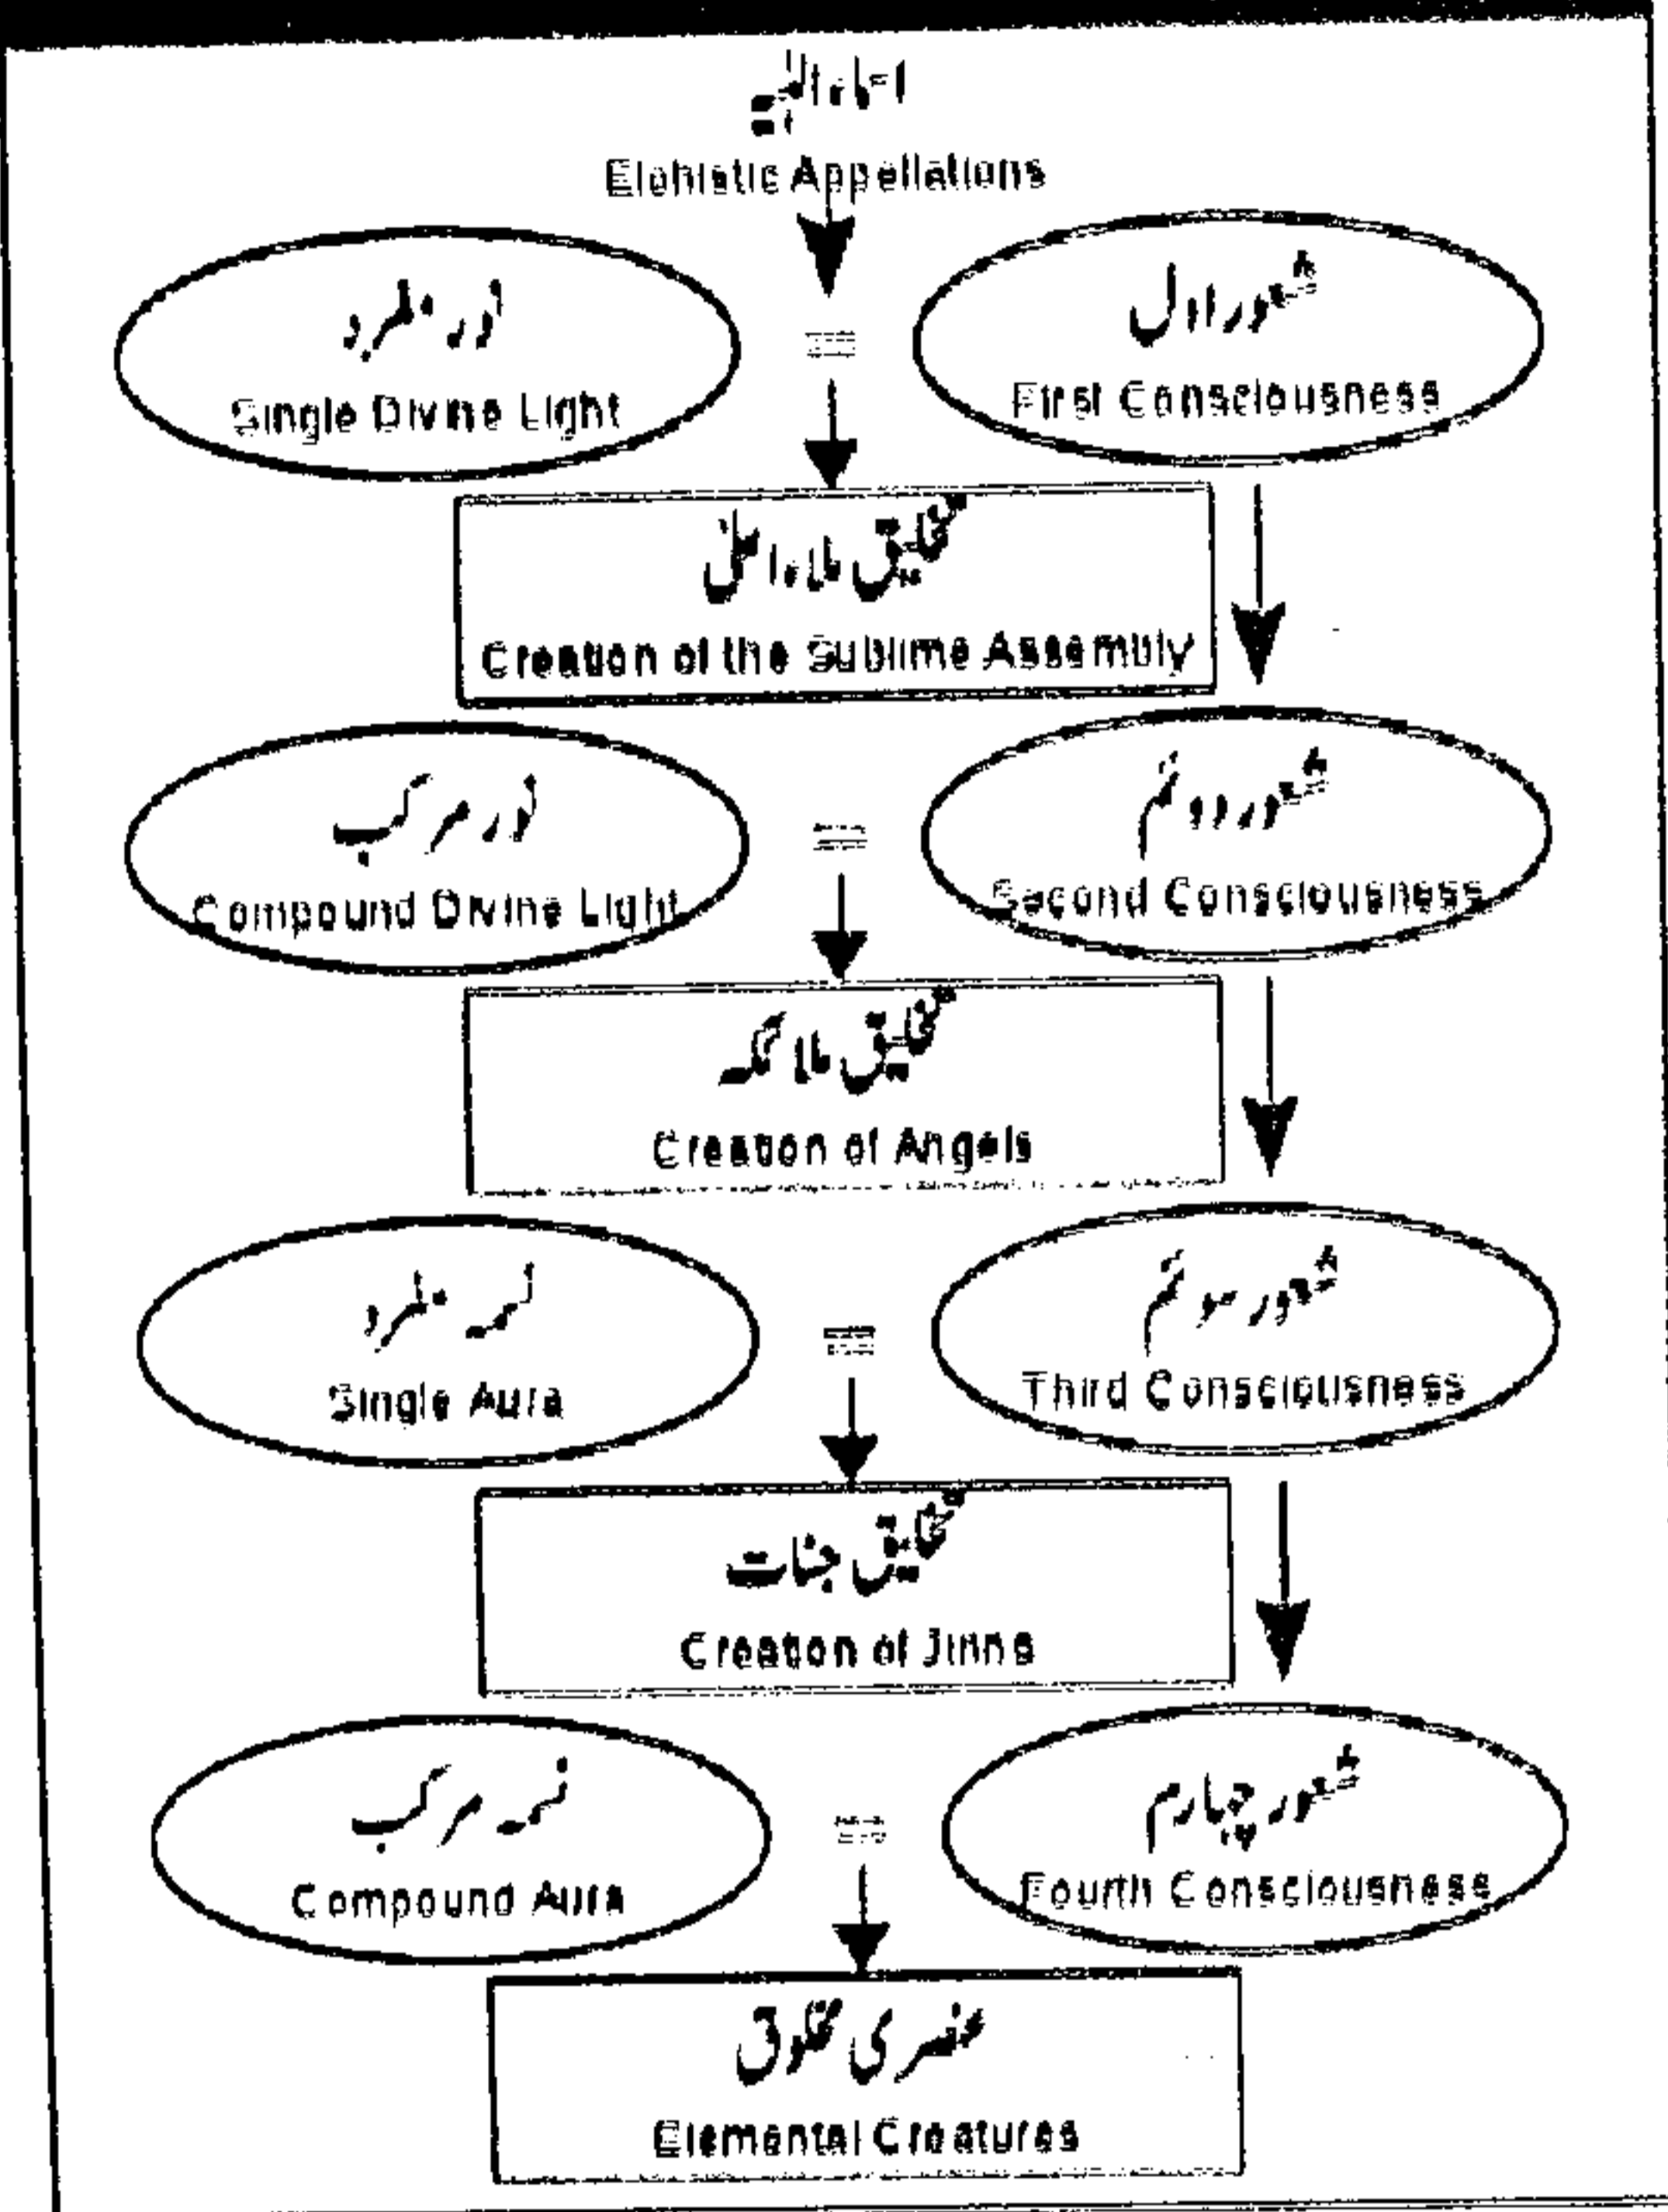 اسماء الٰہیہ
Elohistic Appellations
نور مفرد
Single Divine Light
=
شعور اول
First Consciousness
تخلیق ملاء اعلیٰ
Creation of the Sublime Assembly
نور مرکب
Compound Divine Light
=
شعور دوئم
Second Consciousness
تخلیق ملائکہ
Creation of Angels
نسمہ مفرد
Single Aura
=
شعور سوئم
Third Consciousness
تخلیق جنات
Creation of Jinns
نسمہ مرکب
Compound Aura
=
شعور چہارم
Fourth Consciousness
عنصری مخلوق
Elemental Creatures